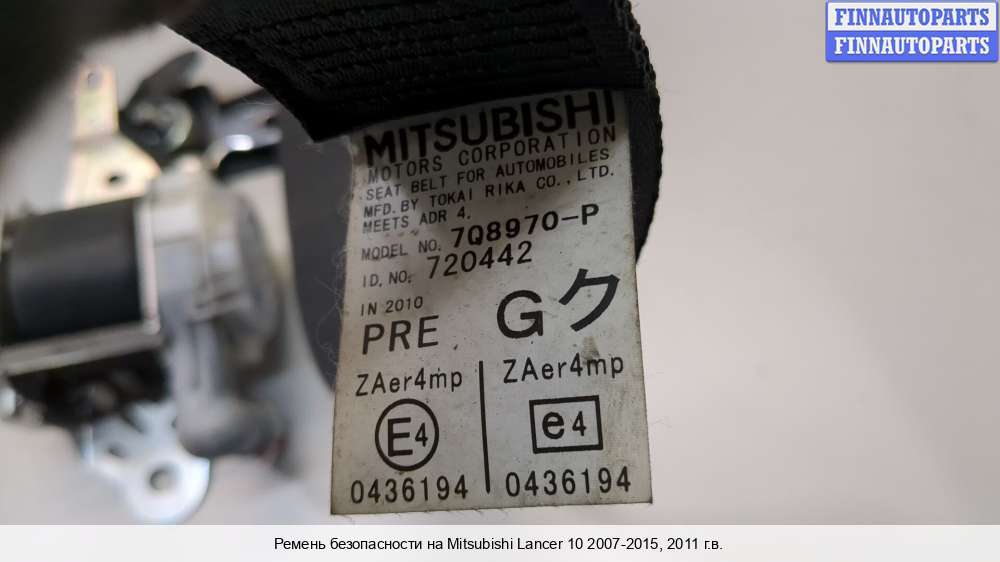 FINNAUTOPARTS
FINNAUTOPARTS
MITSUBISHI
MOTORS CORPORATION
SEAT BELT FOR AUTOMOBILES
MFD. BY TOKAI RIKA CO., LTD.
MEETS ADR 4.
MODEL NO. 7Q8970-P
ID. NO. 720442
IN 2010
PRE Gク
ZAer4mp ZAer4mp
E4 e4
0436194 0436194
Ремень безопасности на Mitsubishi Lancer 10 2007-2015, 2011 г.в.